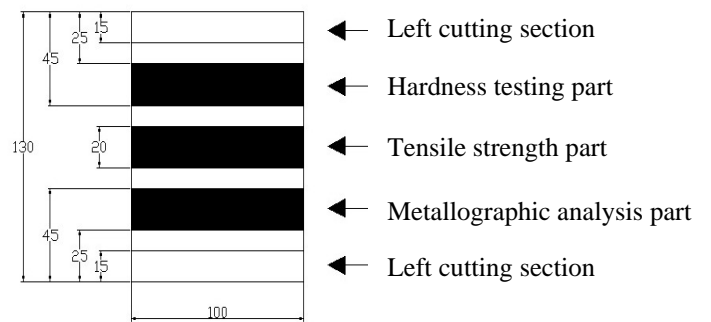 15
25
45
130
20
45
25
15
100
Left cutting section
Hardness testing part
Tensile strength part
Metallographic analysis part
Left cutting section